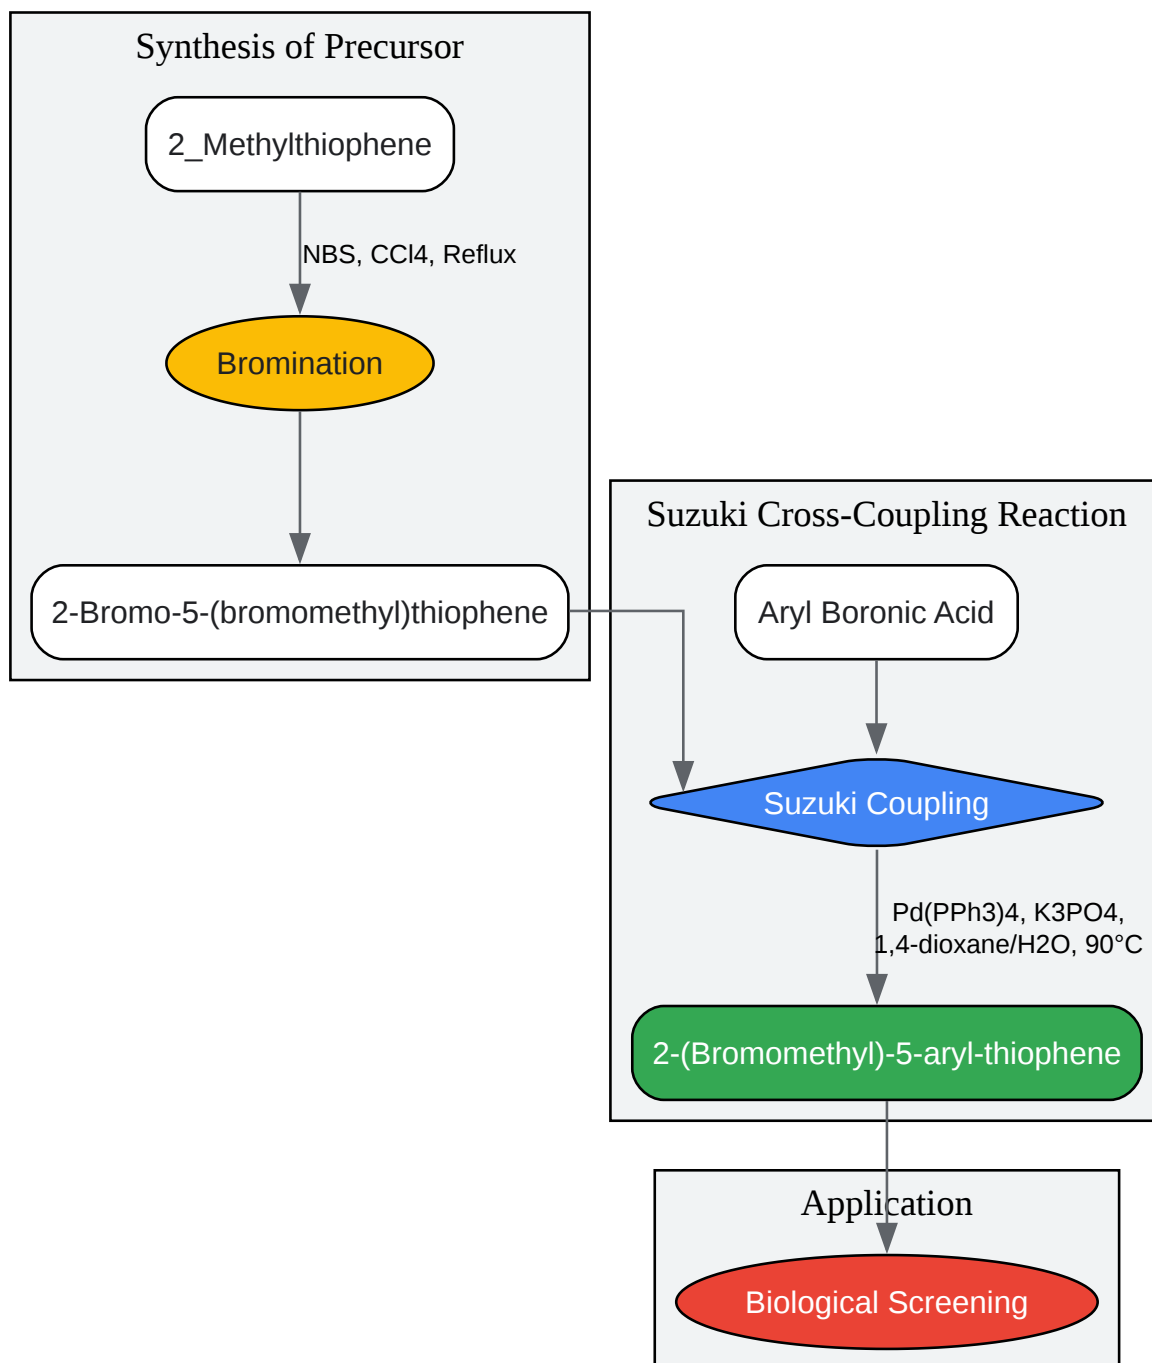 Synthesis of Precursor
2_Methylthiophene
NBS, CCl4, Reflux
Bromination
2-Bromo-5-(bromomethyl)thiophene
Suzuki Cross-Coupling Reaction
Aryl Boronic Acid
Suzuki Coupling
Pd(PPh3)4, K3PO4,
1,4-dioxane/H2O, 90°C
2-(Bromomethyl)-5-aryl-thiophene
Application
Biological Screening